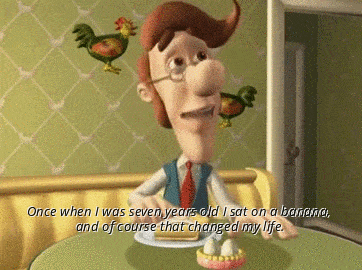 Once when I was seven years old I sat on a banana,
and of course that changed my life.